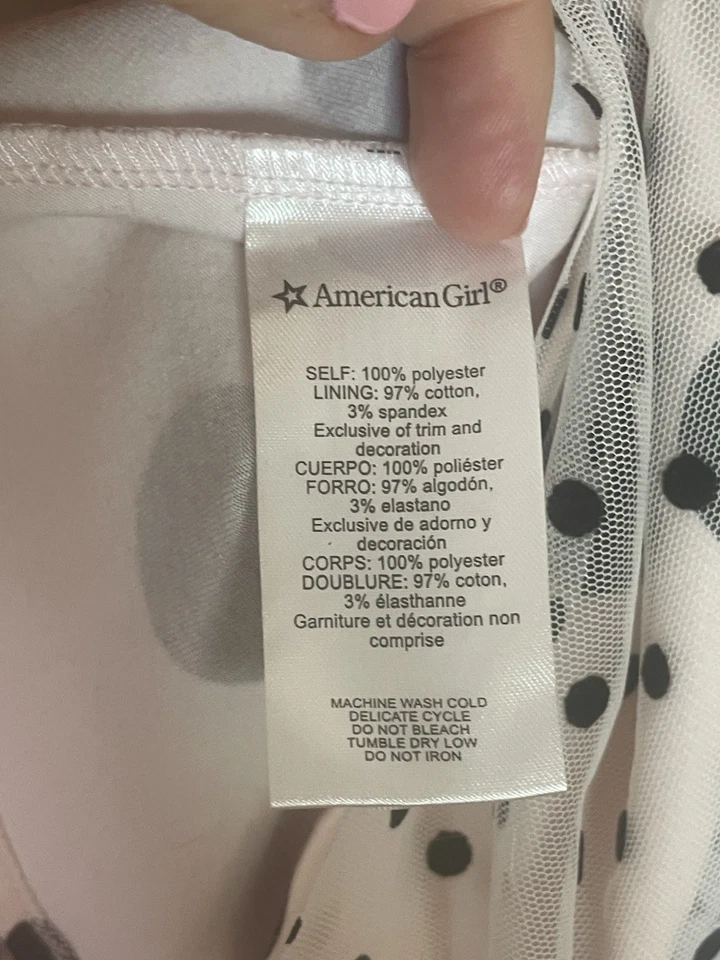 American Girl®
SELF: 100% polyester
LINING: 97% cotton,
3% spandex
Exclusive of trim and
decoration
CUERPO: 100% poliéster
FORRO: 97% algodón,
3% elastano
Exclusive de adorno y
decoración
CORPS: 100% polyester
DOUBLURE: 97% coton,
3% élasthanne
Garniture et décoration non
comprise
MACHINE WASH COLD
DELICATE CYCLE
DO NOT BLEACH
TUMBLE DRY LOW
DO NOT IRON